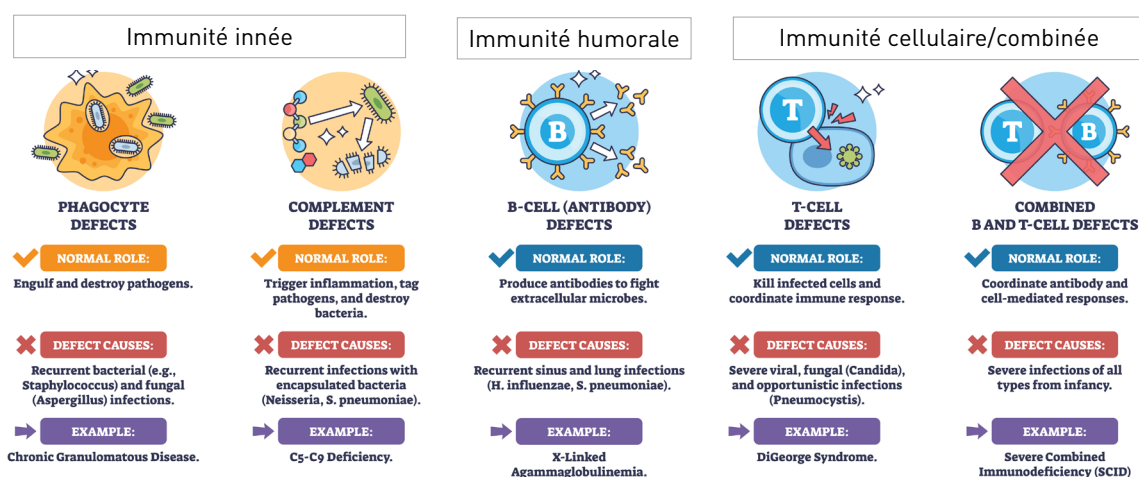 Immunité innée
Immunité humorale
Immunité cellulaire/combinée
PHAGOCYTE
DEFECTS
NORMAL ROLE:
Engulf and destroy pathogens.
DEFECT CAUSES:
Recurrent bacterial (e.g.,
Staphylococcus) and fungal
(Aspergillus) infections.
EXAMPLE:
Chronic Granulomatous Disease.
COMPLEMENT
DEFECTS
NORMAL ROLE:
Trigger inflammation, tag
pathogens, and destroy
bacteria.
DEFECT CAUSES:
Recurrent infections with
encapsulated bacteria
(Neisseria, S. pneumoniae).
EXAMPLE:
C5-C9 Deficiency.
B
B-CELL (ANTIBODY)
DEFECTS
NORMAL ROLE:
Produce antibodies to fight
extracellular microbes.
DEFECT CAUSES:
Recurrent sinus and lung infections
(H. influenzae, S. pneumoniae).
EXAMPLE:
X-Linked
Agammaglobulinemia.
T
T-CELL
DEFECTS
NORMAL ROLE:
Kill infected cells and
coordinate immune response.
DEFECT CAUSES:
Severe viral, fungal (Candida),
and opportunistic infections
(Pneumocystis).
EXAMPLE:
DiGeorge Syndrome.
T B
COMBINED
B AND T-CELL DEFECTS
NORMAL ROLE:
Coordinate antibody and
cell-mediated responses.
DEFECT CAUSES:
Severe infections of all
types from infancy.
EXAMPLE:
Severe Combined
Immunodeficiency (SCID)